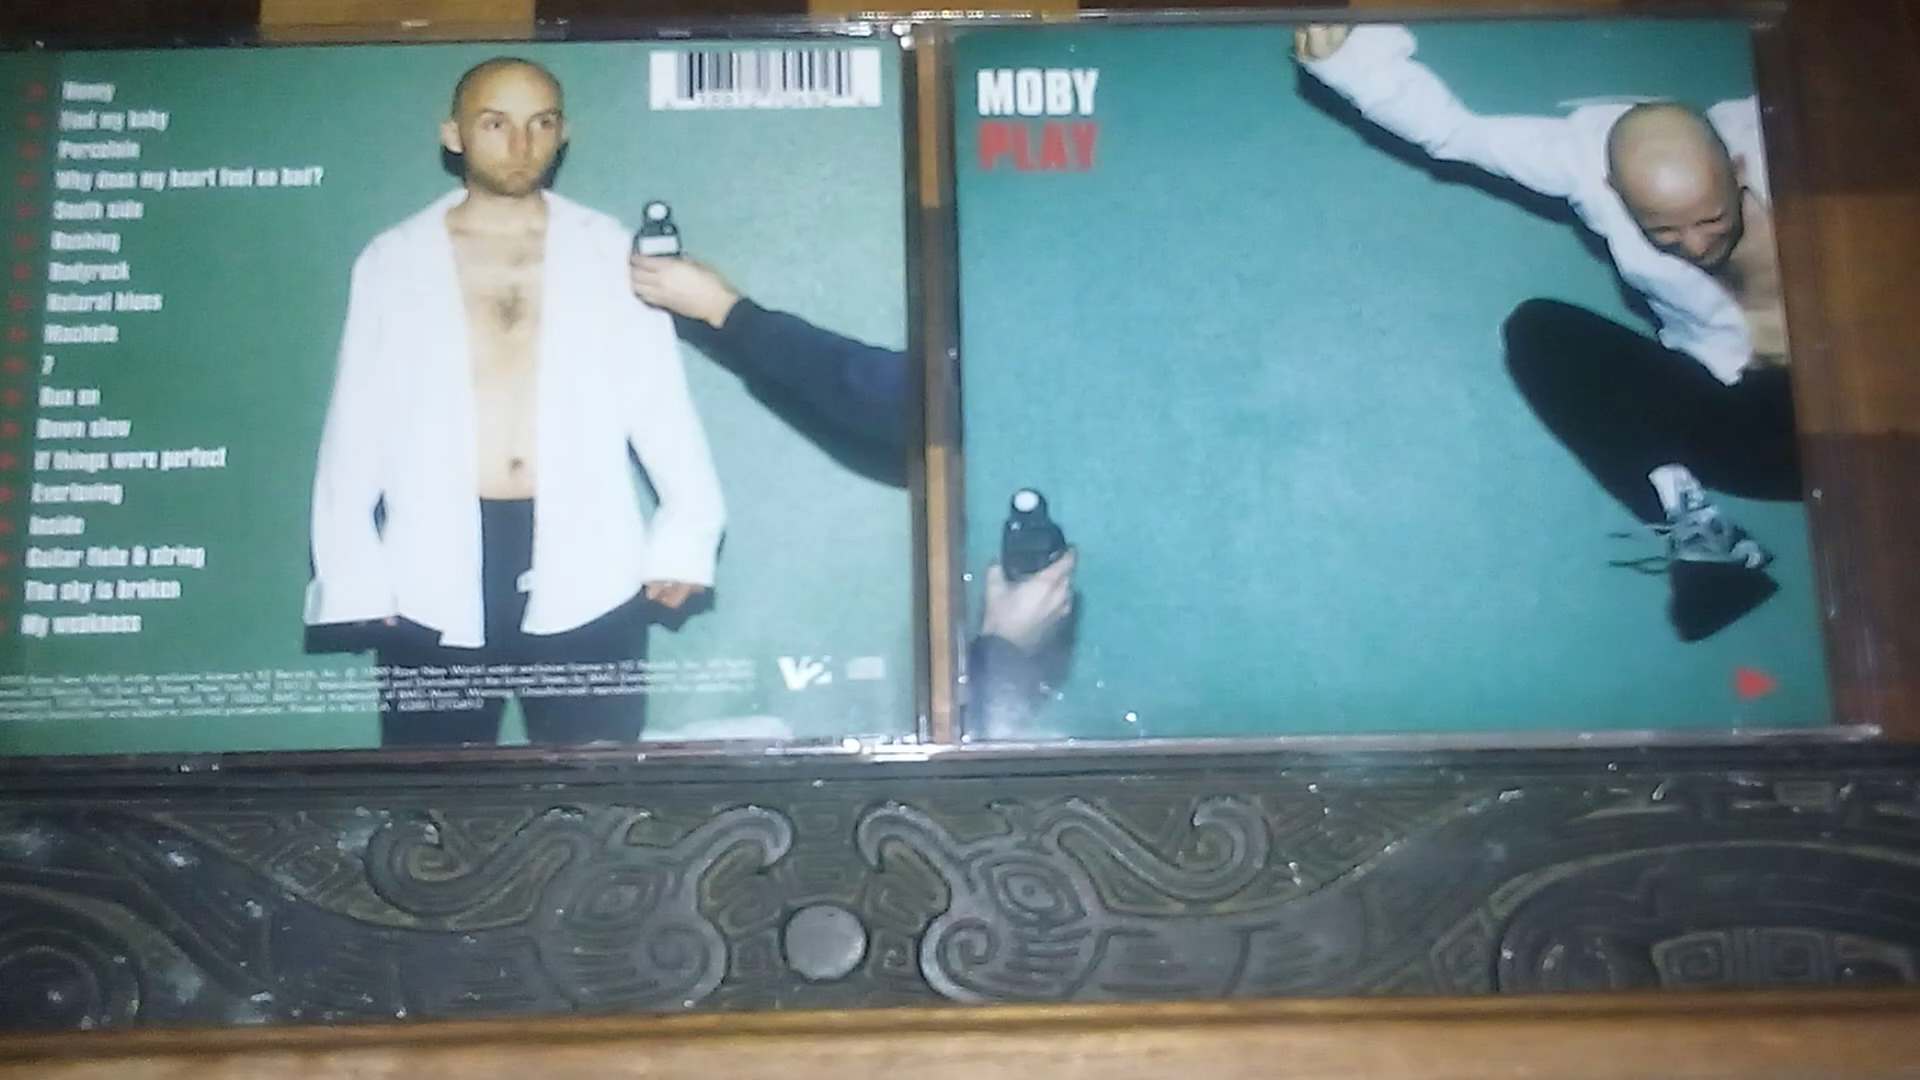 Honey
Find my baby
Porcelain
Why does my heart feel so bad?
South side
Rushing
Bodyrock
Natural blues
Machete
7
Run on
Down slow
If things were perfect
Everloving
Inside
Guitar flute & string
The sky is broken
My weakness
V2
MOBY
PLAY